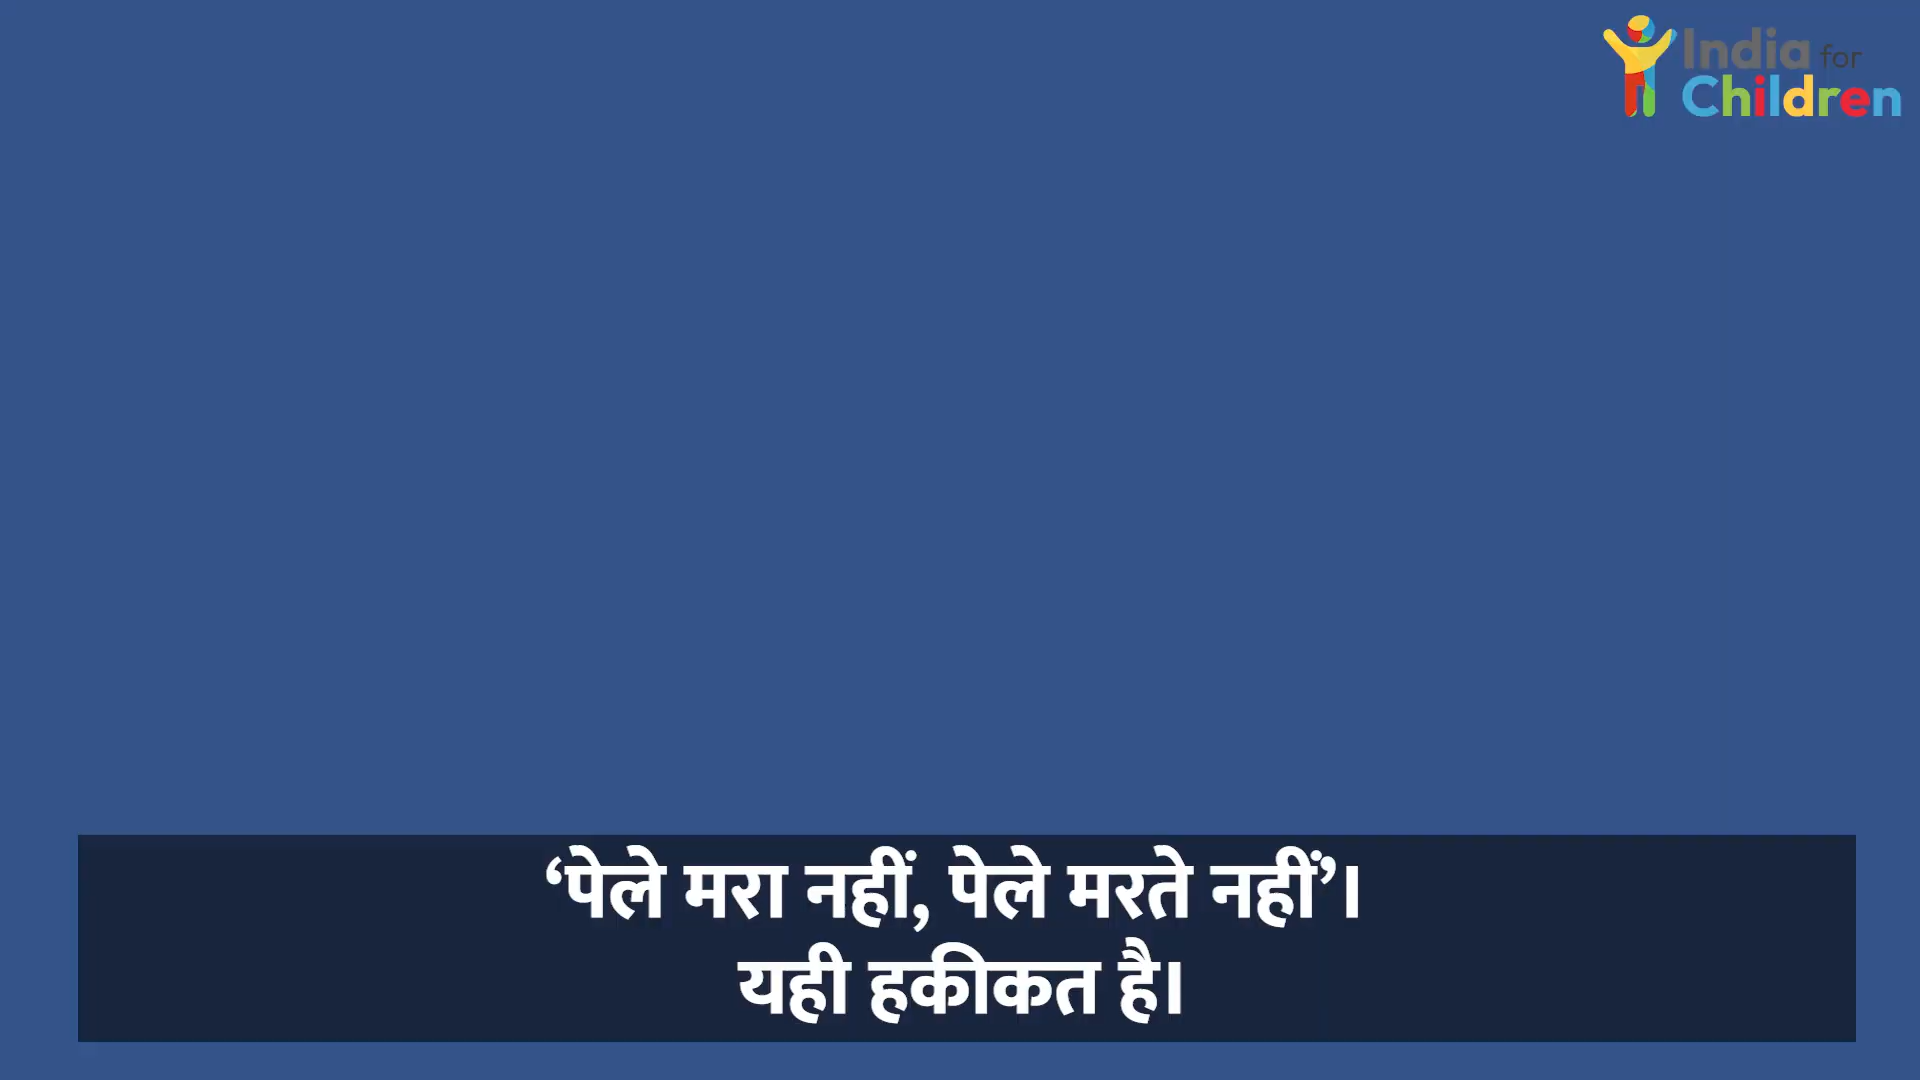 India for
Children
‘पेले मरा नहीं, पेले मरते नहीं’।
यही हकीकत है।